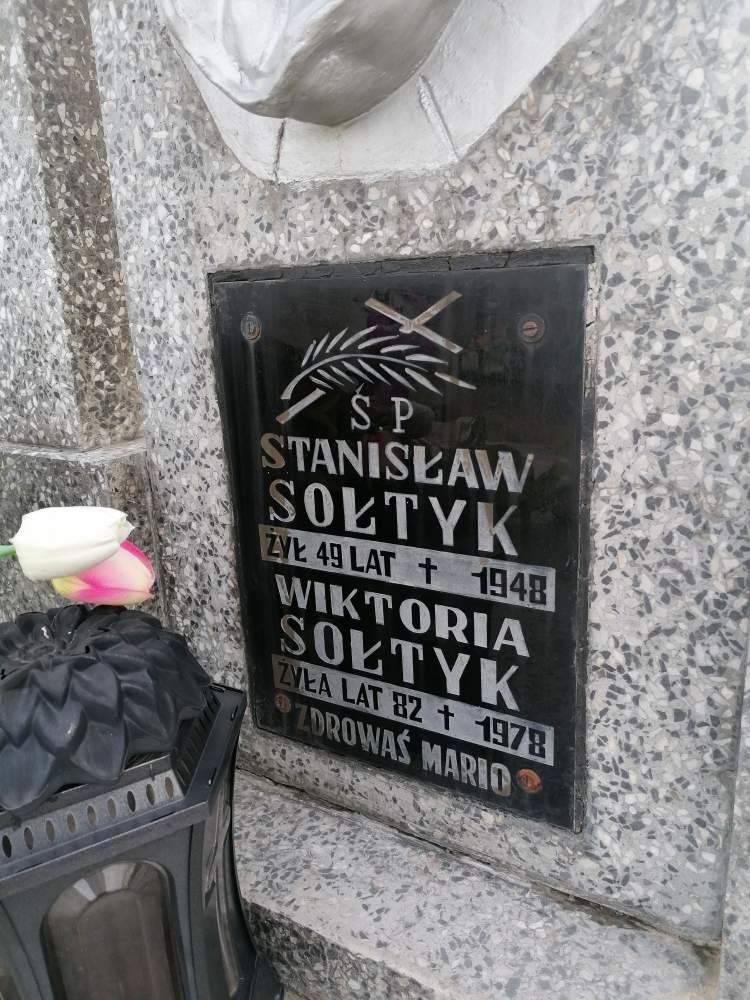 Ś.P
STANISŁAW
SOŁTYK
ŻYŁ 49 LAT ✝ 1948
WIKTORIA
SOŁTYK
ŻYŁA LAT 82 ✝ 1978
ZDROWAŚ MARIO